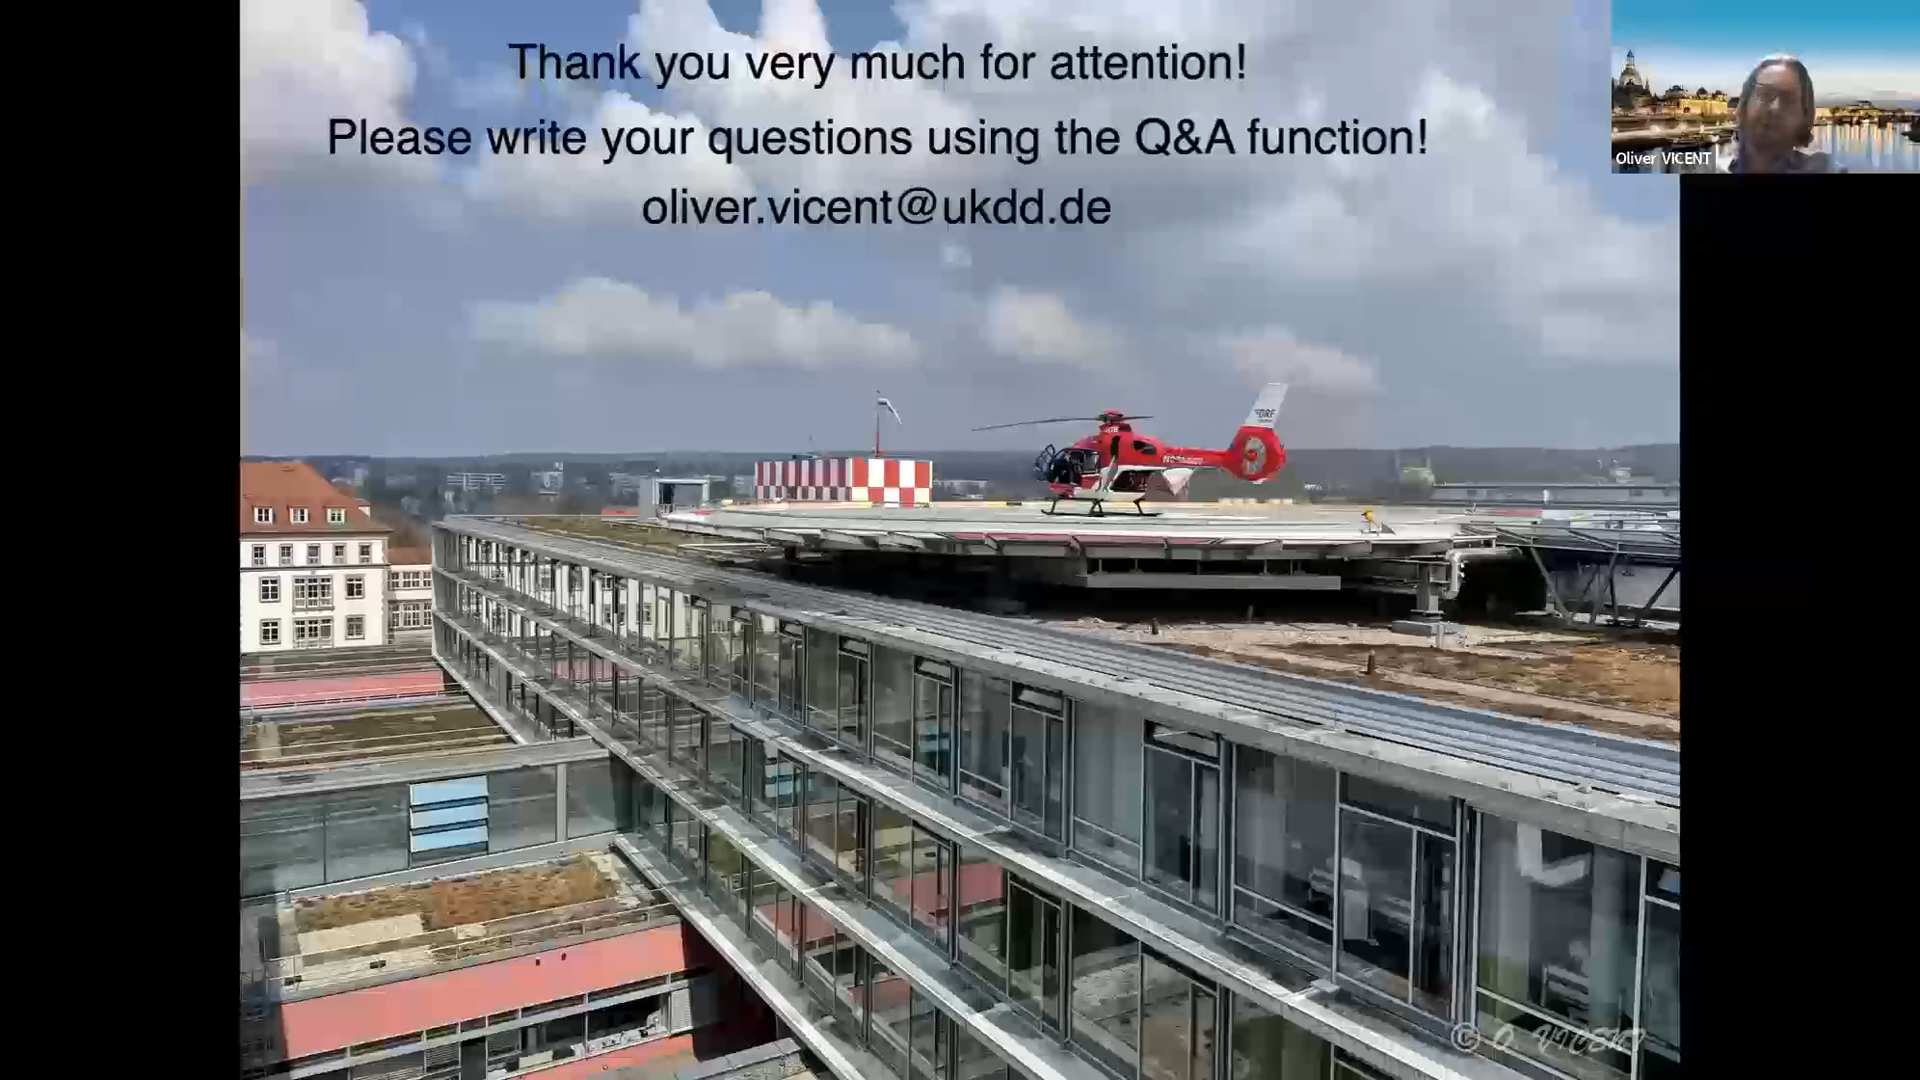 Thank you very much for attention!
Please write your questions using the Q&A function!
oliver.vicent@ukdd.de
Oliver VICENT
DRF
© O. VICENT